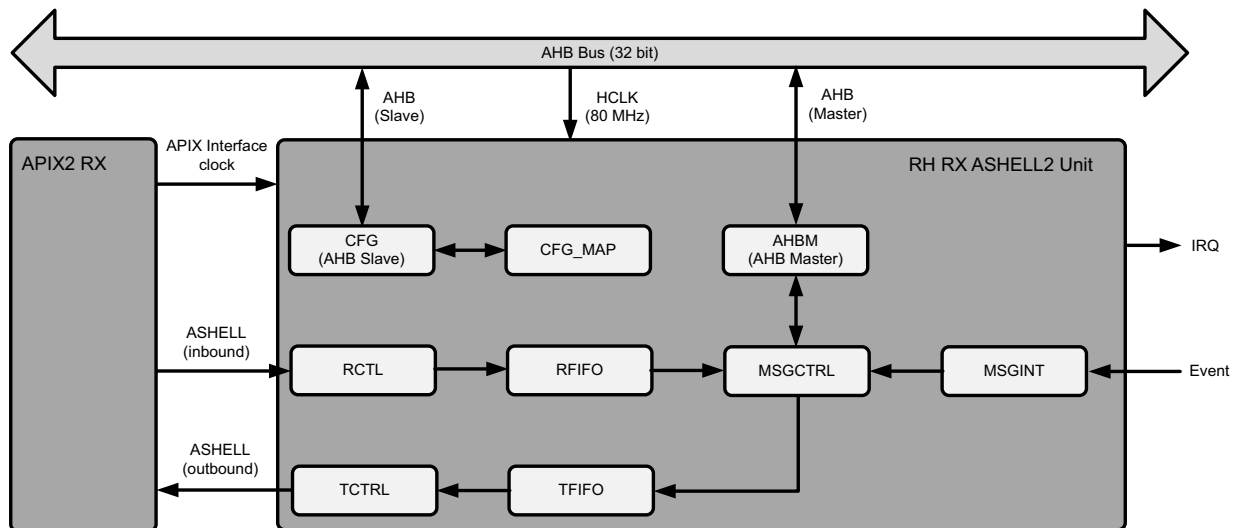 AHB Bus (32 bit)
AHB
(Slave)
HCLK
(80 MHz)
AHB
(Master)
APIX2 RX
APIX Interface
clock
RH RX ASHELL2 Unit
CFG
(AHB Slave)
CFG_MAP
AHBM
(AHB Master)
IRQ
ASHELL
(inbound)
RCTL
RFIFO
MSGCTRL
MSGINT
Event
ASHELL
(outbound)
TCTRL
TFIFO